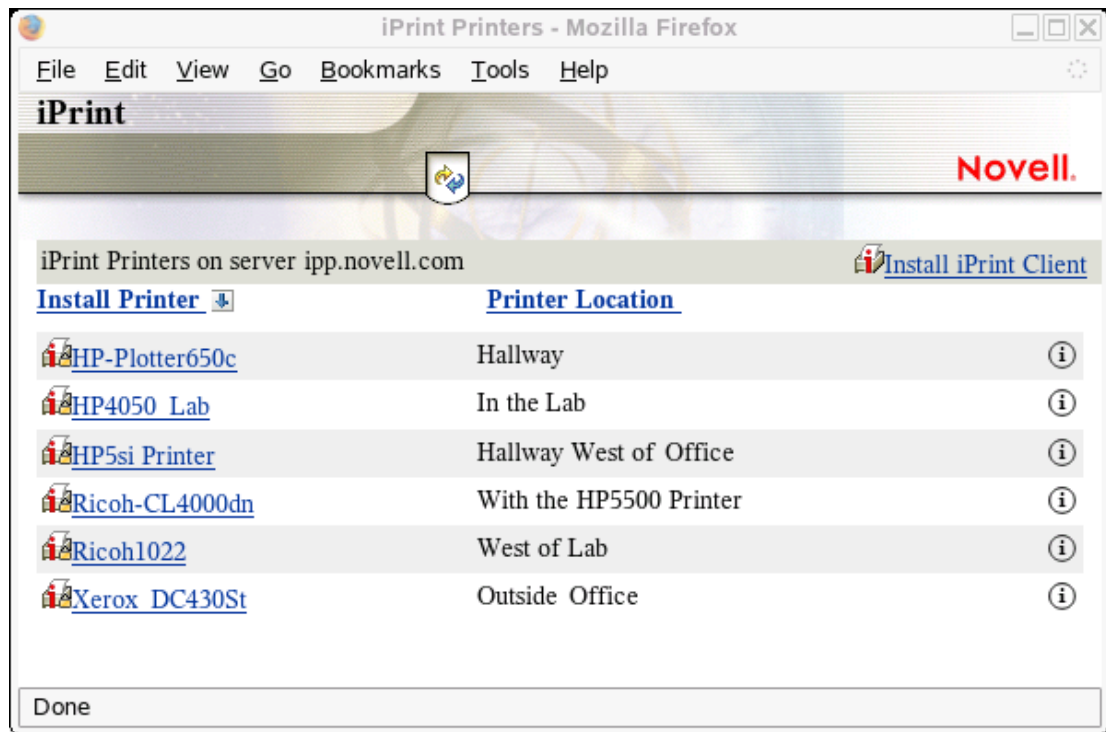 iPrint Printers - Mozilla Firefox
File Edit View Go Bookmarks Tools Help
iPrint
Novell.
iPrint Printers on server ipp.novell.com Install iPrint Client
Install Printer Printer Location
HP-Plotter650c Hallway
HP4050_Lab In the Lab
HP5si Printer Hallway West of Office
Ricoh-CL4000dn With the HP5500 Printer
Ricoh1022 West of Lab
Xerox_DC430St Outside Office
Done